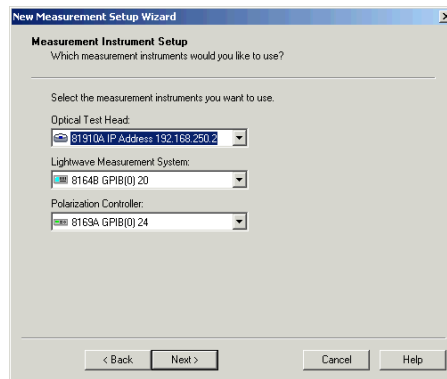 New Measurement Setup Wizard
Measurement Instrument Setup
Which measurement instruments would you like to use?
Select the measurement instruments you want to use.
Optical Test Head:
81910A IP Address 192.168.250.2
Lightwave Measurement System:
8164B GPIB(0) 20
Polarization Controller:
8169A GPIB(0) 24
< Back Next > Cancel Help